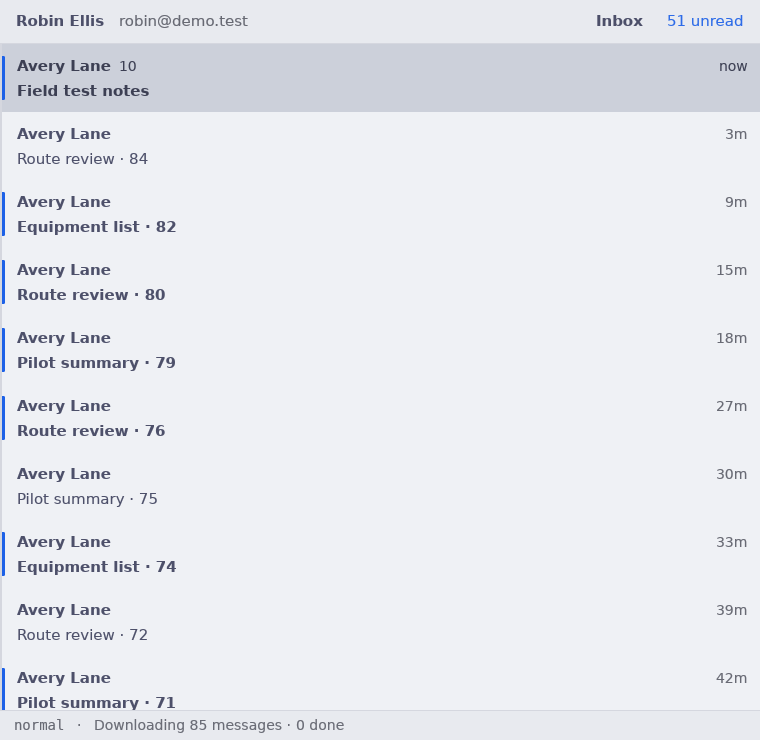 Robin Ellis robin@demo.test Inbox 51 unread
Avery Lane 10 now
Field test notes
Avery Lane 3m
Route review · 84
Avery Lane 9m
Equipment list · 82
Avery Lane 15m
Route review · 80
Avery Lane 18m
Pilot summary · 79
Avery Lane 27m
Route review · 76
Avery Lane 30m
Pilot summary · 75
Avery Lane 33m
Equipment list · 74
Avery Lane 39m
Route review · 72
Avery Lane 42m
Pilot summary · 71
normal · Downloading 85 messages · 0 done